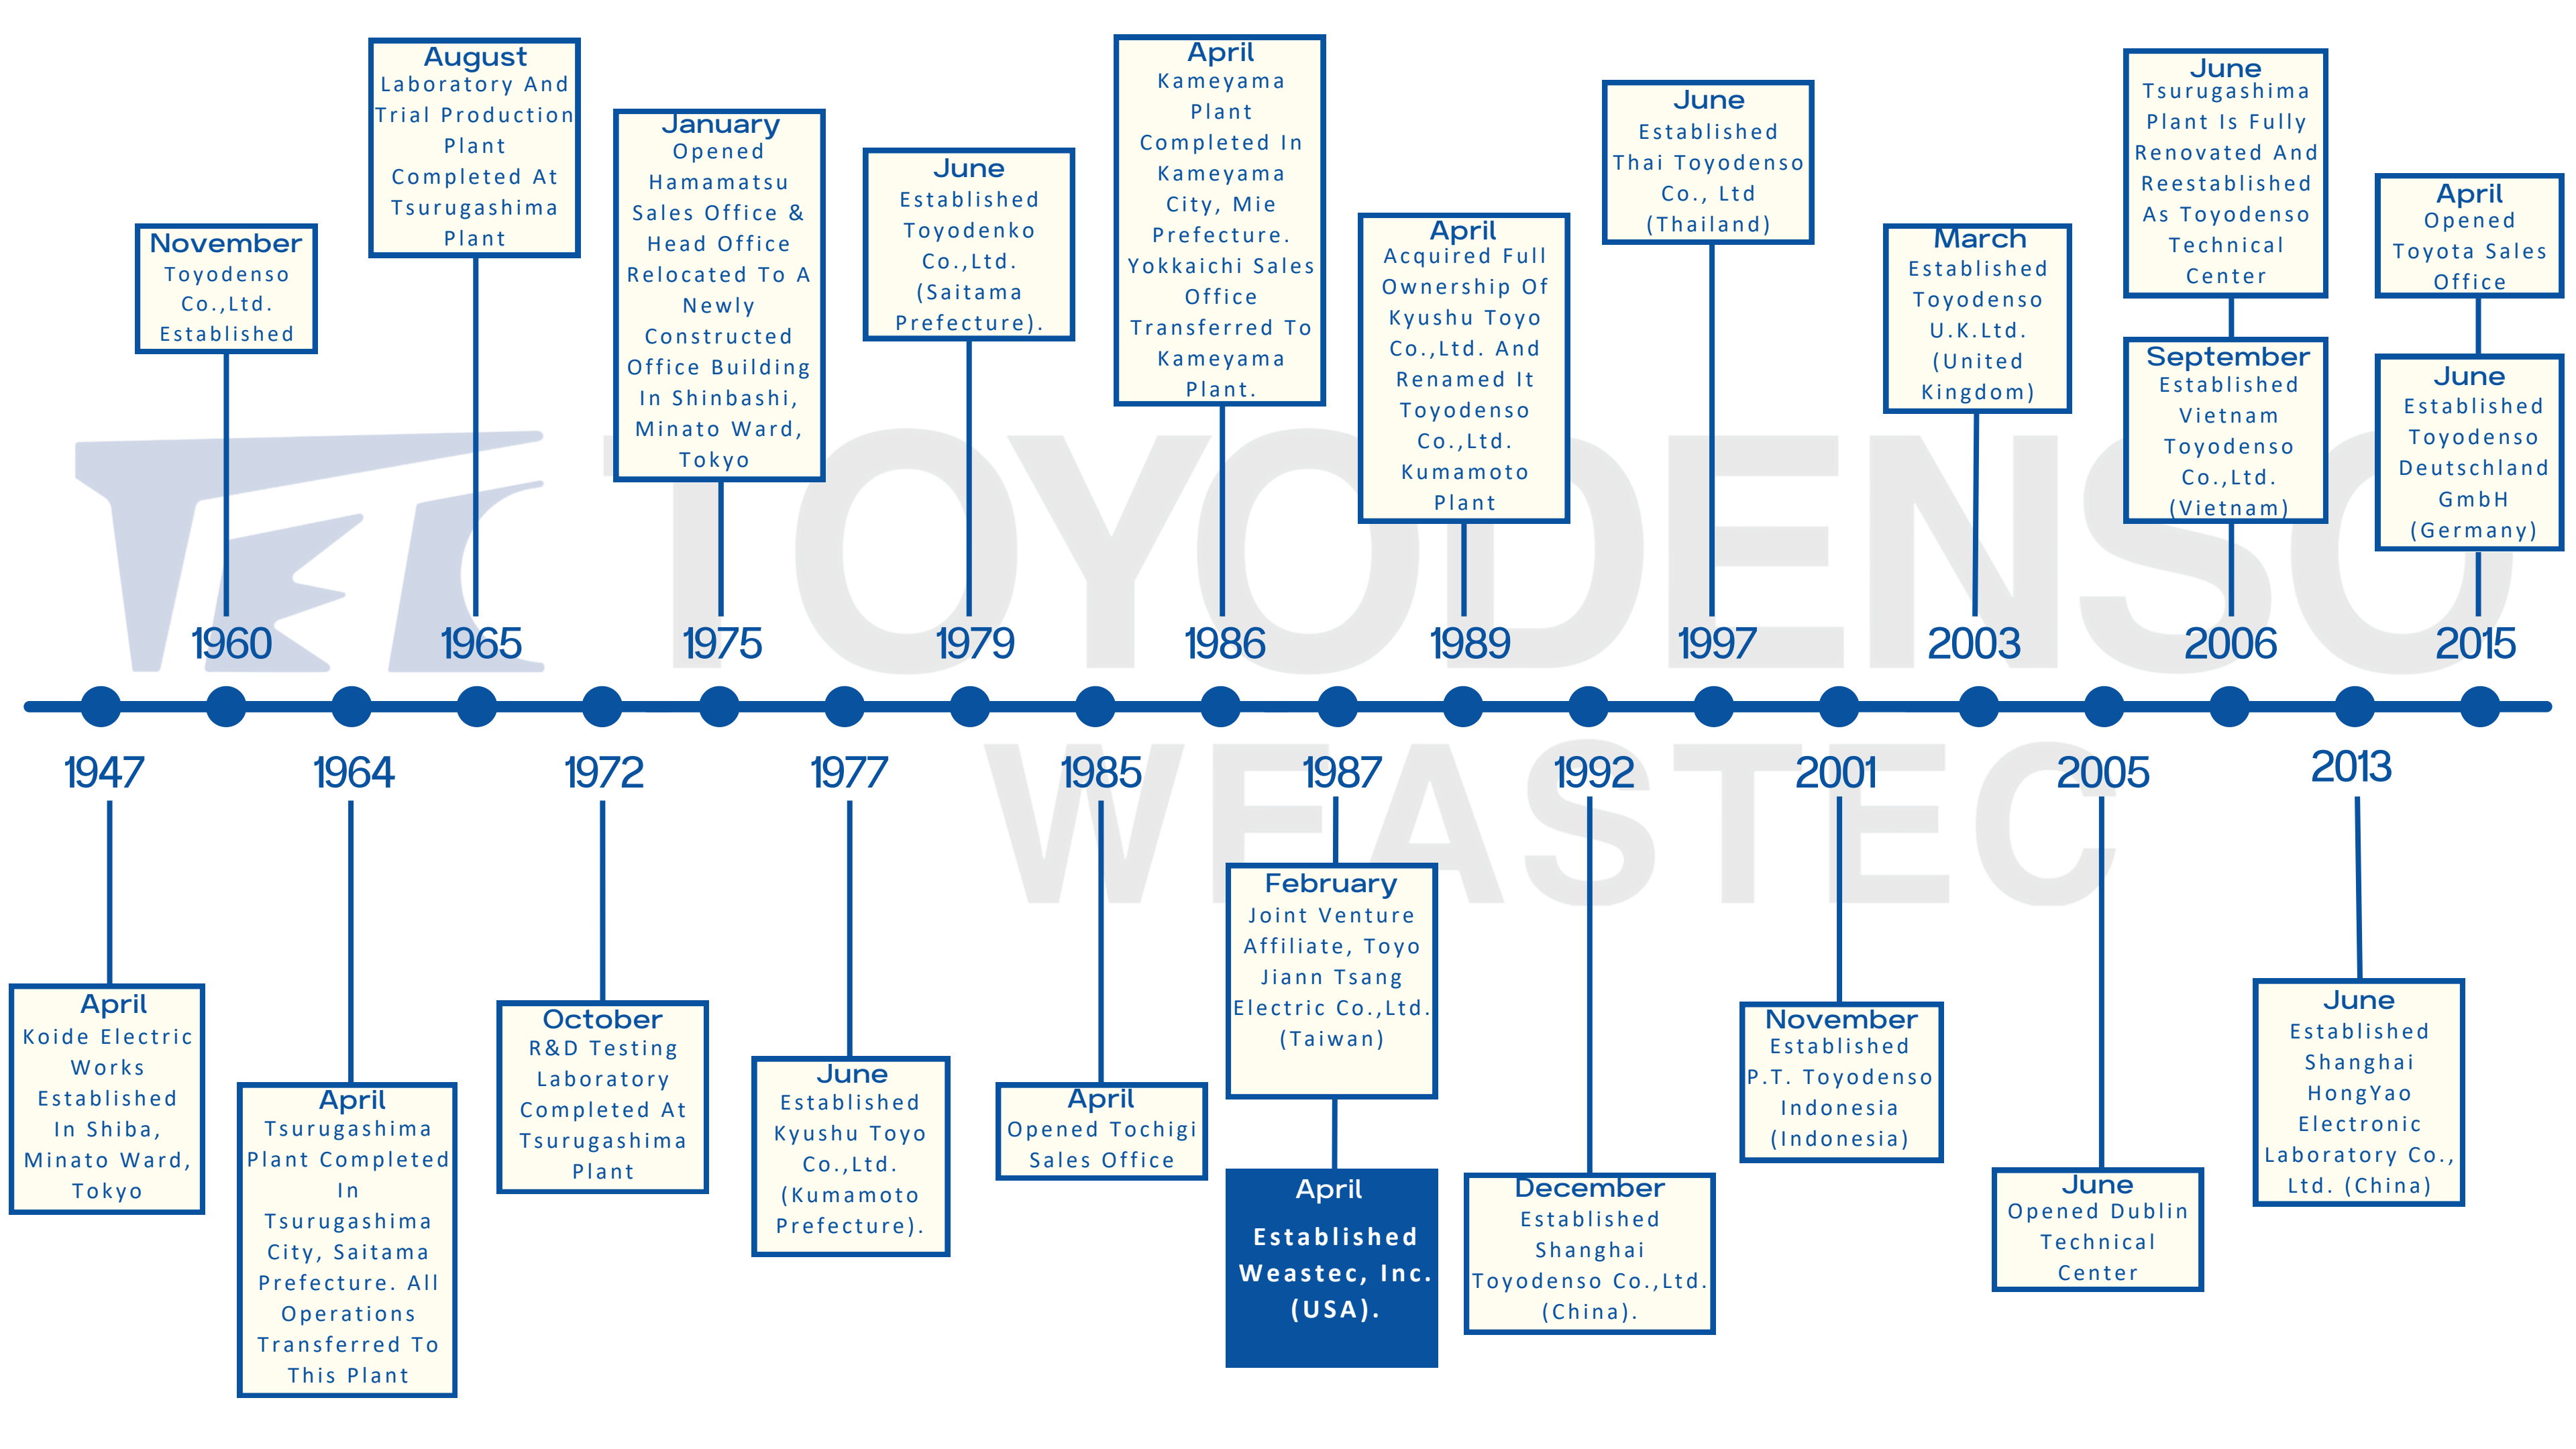 November
Toyodenso
Co.,Ltd.
Established
1960
August
Laboratory And
Trial Production
Plant
Completed At
Tsurugashima
Plant
1965
January
Opened
Hamamatsu
Sales Office &
Head Office
Relocated To A
Newly
Constructed
Office Building
In Shinbashi,
Minato Ward,
Tokyo
1975
June
Established
Toyodenko
Co.,Ltd.
(Saitama
Prefecture).
1979
April
Kameyama
Plant
Completed In
Kameyama
City, Mie
Prefecture.
Yokkaichi Sales
Office
Transferred To
Kameyama
Plant.
1986
April
Acquired Full
Ownership Of
Kyushu Toyo
Co.,Ltd. And
Renamed It
Toyodenso
Co.,Ltd.
Kumamoto
Plant
1989
June
Established
Thai Toyodenso
Co., Ltd
(Thailand)
1997
March
Established
Toyodenso
U.K.Ltd.
(United
Kingdom)
2003
June
Tsurugashima
Plant Is Fully
Renovated And
Reestablished
As Toyodenso
Technical
Center
September
Established
Vietnam
Toyodenso
Co.,Ltd.
(Vietnam)
2006
April
Opened
Toyota Sales
Office
June
Established
Toyodenso
Deutschland
GmbH
(Germany)
2015
TEC TOYODENSO
WEASTEC
1947
April
Koide Electric
Works
Established
In Shiba,
Minato Ward,
Tokyo
1964
April
Tsurugashima
Plant Completed
In
Tsurugashima
City, Saitama
Prefecture. All
Operations
Transferred To
This Plant
1972
October
R&D Testing
Laboratory
Completed At
Tsurugashima
Plant
1977
June
Established
Kyushu Toyo
Co.,Ltd.
(Kumamoto
Prefecture).
1985
April
Opened Tochigi
Sales Office
1987
February
Joint Venture
Affiliate, Toyo
Jiann Tsang
Electric Co.,Ltd.
(Taiwan)
April
Established
Weastec, Inc.
(USA).
1992
December
Established
Shanghai
Toyodenso Co.,Ltd.
(China).
2001
November
Established
P.T. Toyodenso
Indonesia
(Indonesia)
2005
June
Opened Dublin
Technical
Center
2013
June
Established
Shanghai
HongYao
Electronic
Laboratory Co.,
Ltd. (China)